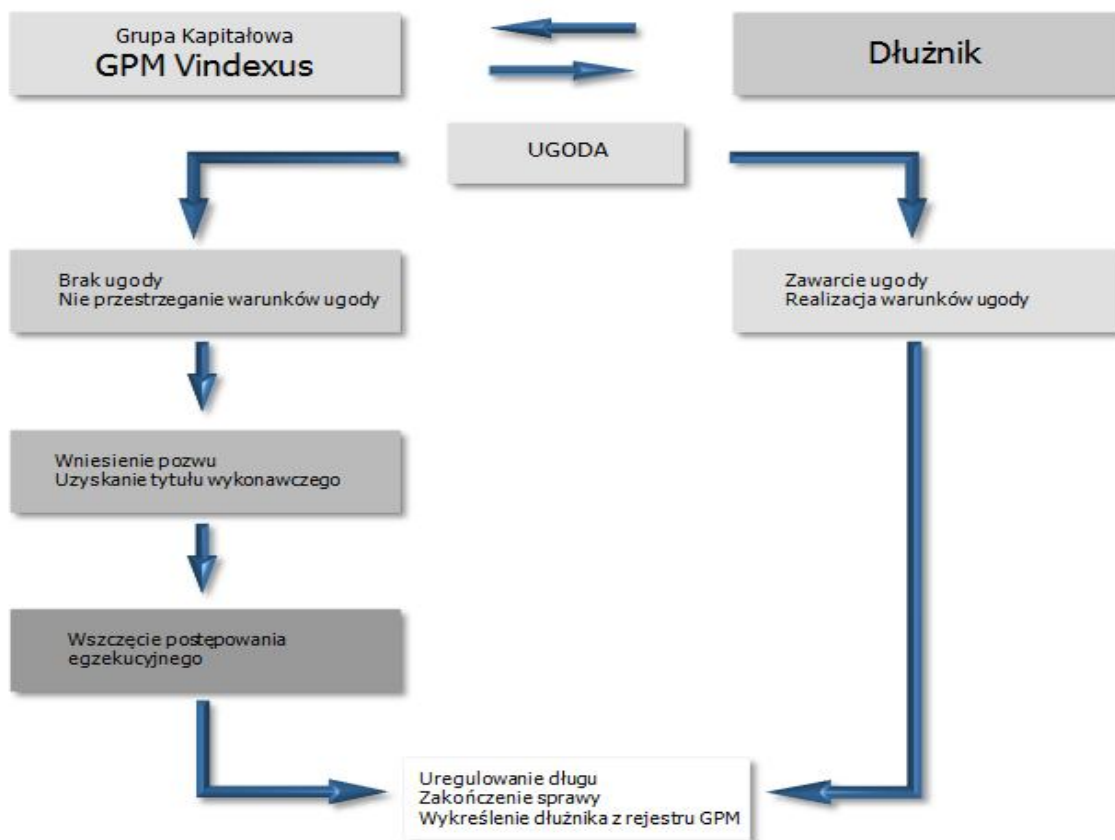 Grupa Kapitałowa
GPM Vindexus
Dłużnik
UGODA
Brak ugody
Nie przestrzeganie warunków ugody
Zawarcie ugody
Realizacja warunków ugody
Wniesienie pozwu
Uzyskanie tytułu wykonawczego
Wszczęcie postępowania
egzekucyjnego
Uregulowanie długu
Zakończenie sprawy
Wykreślenie dłużnika z rejestru GPM